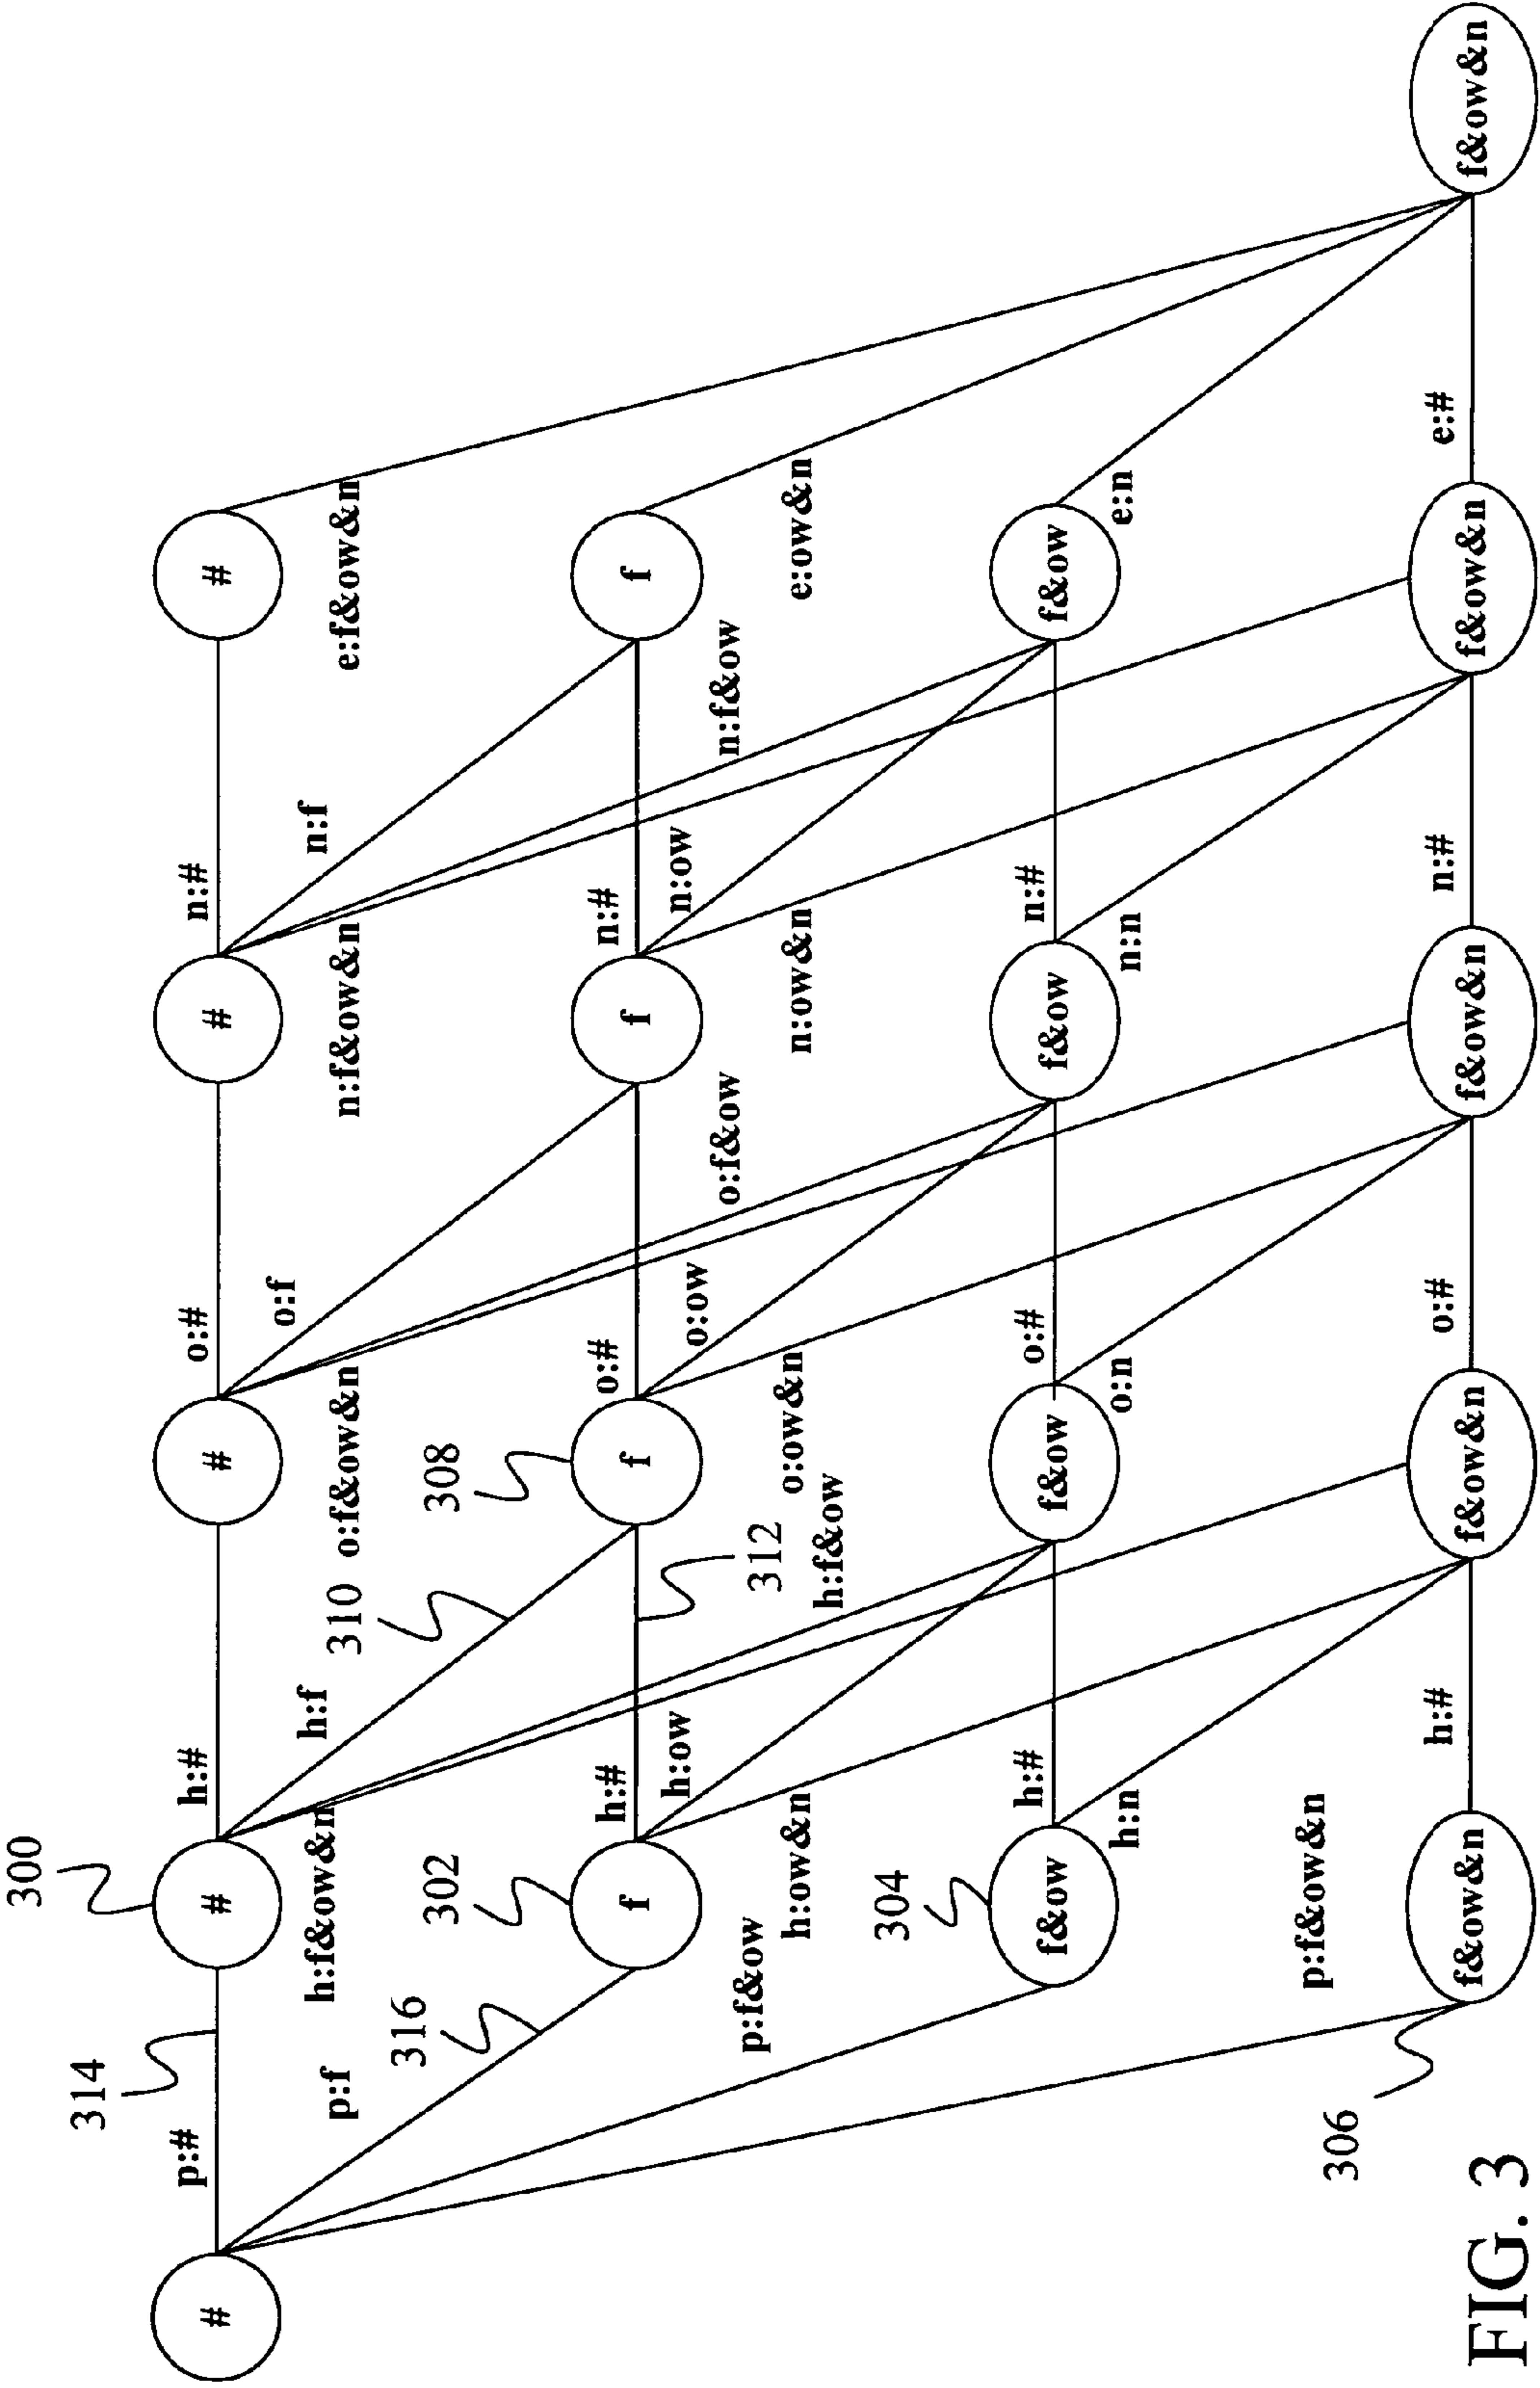 300
314
p:#
h:#
o:#
n:#
#
#
#
#
#
p:f
h:f&ow&n
h:f
310
o:f&ow&n
o:f
n:f&ow&n
n:f
e:f&ow&n
316
302
308
h:#
o:#
n:#
f
f
f
f
h:ow
o:ow
n:ow
p:f&ow
h:ow&n
312
h:f&ow
o:ow&n
o:f&ow
n:ow&n
n:f&ow
e:ow&n
304
h:#
o:#
n:#
f&ow
f&ow
f&ow
f&ow
h:n
o:n
n:n
e:n
306
p:f&ow&n
h:#
o:#
n:#
e:#
f&ow&n
f&ow&n
f&ow&n
f&ow&n
f&ow&n
FIG. 3